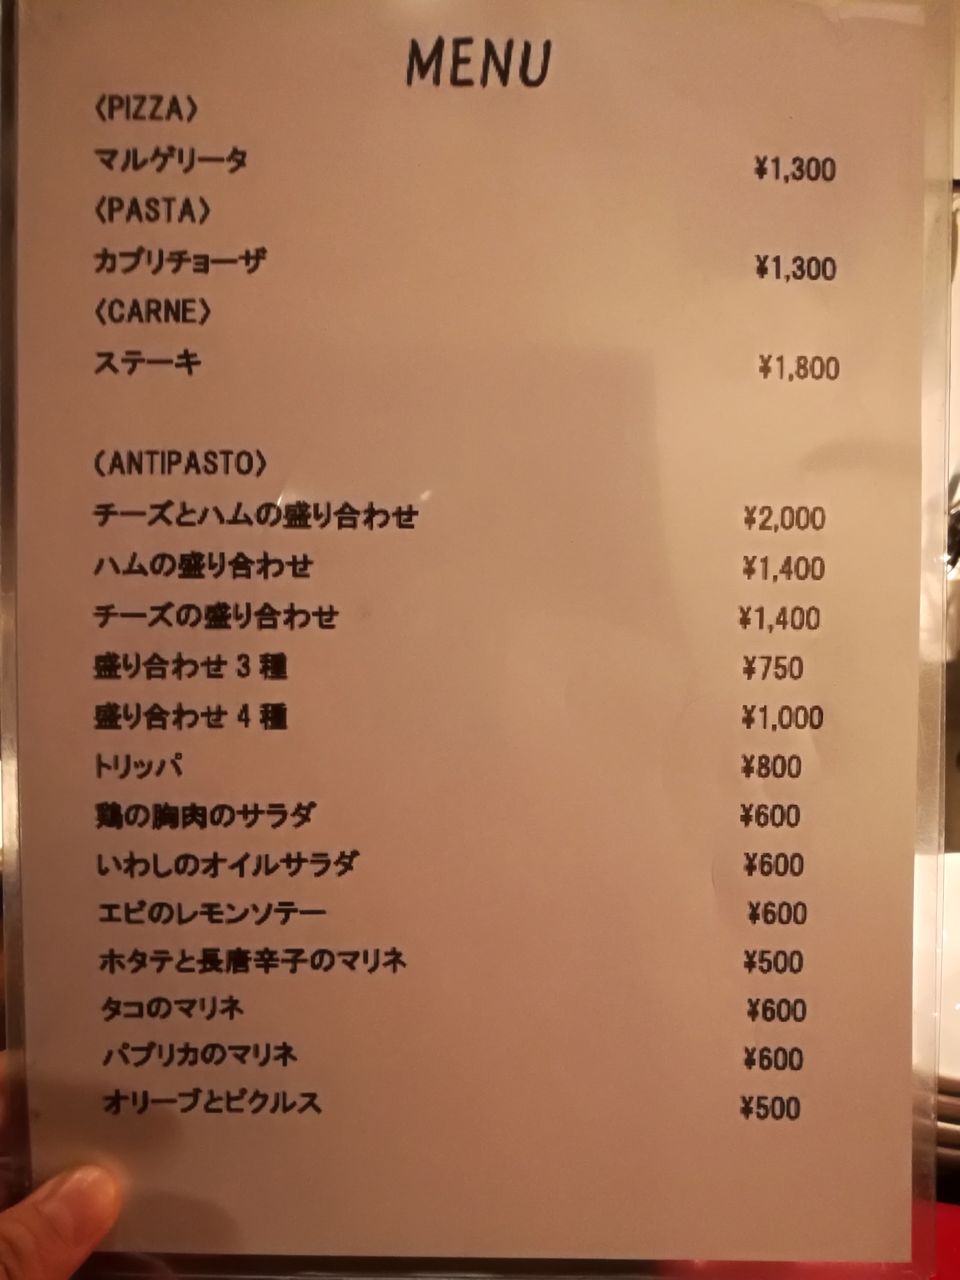 MENU
〈PIZZA〉
マルゲリータ ¥1,300
〈PASTA〉
カプリチョーザ ¥1,300
〈CARNE〉
ステーキ ¥1,800
〈ANTIPASTO〉
チーズとハムの盛り合わせ ¥2,000
ハムの盛り合わせ ¥1,400
チーズの盛り合わせ ¥1,400
盛り合わせ 3 種 ¥750
盛り合わせ 4 種 ¥1,000
トリッパ ¥800
鶏の胸肉のサラダ ¥600
いわしのオイルサラダ ¥600
エビのレモンソテー ¥600
ホタテと長唐辛子のマリネ ¥500
タコのマリネ ¥600
パプリカのマリネ ¥600
オリーブとピクルス ¥500